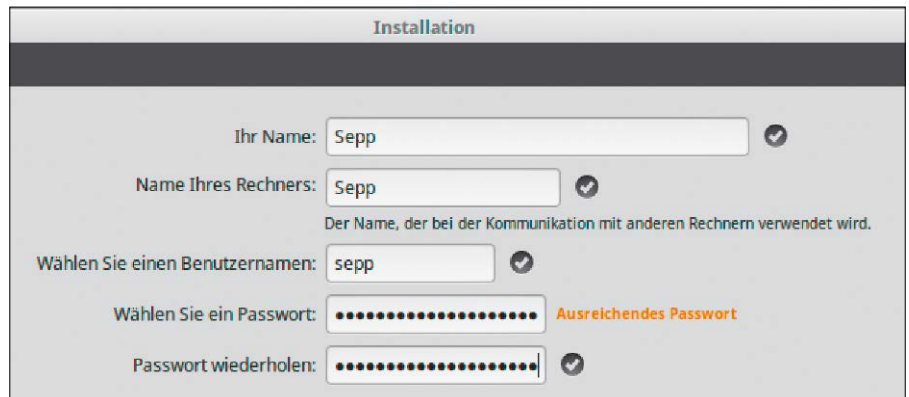 Installation
Ihr Name: Sepp
Name Ihres Rechners: Sepp
Der Name, der bei der Kommunikation mit anderen Rechnern verwendet wird.
Wählen Sie einen Benutzernamen: sepp
Wählen Sie ein Passwort: ●●●●●●●●●●●●●●●●●●●● Ausreichendes Passwort
Passwort wiederholen: ●●●●●●●●●●●●●●●●●●●●